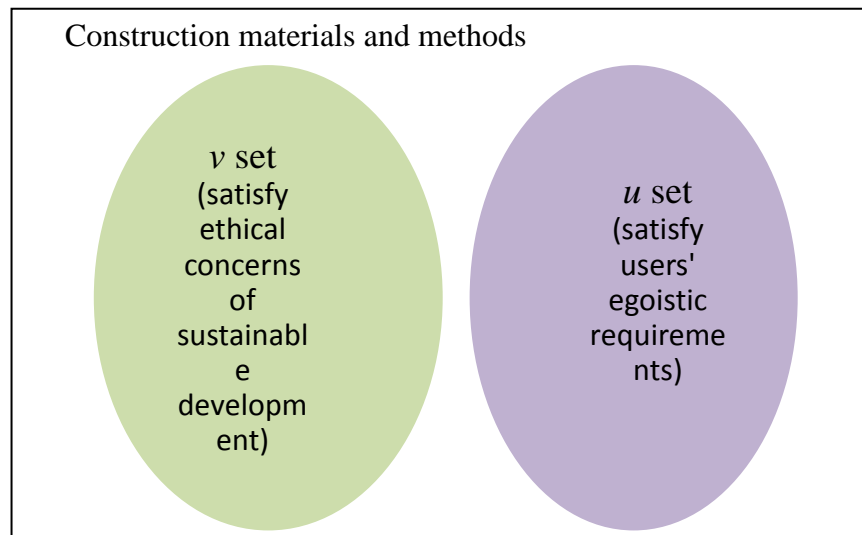 Construction materials and methods
v set
(satisfy
ethical
concerns
of
sustainabl
e
developm
ent)
u set
(satisfy
users'
egoistic
requireme
nts)